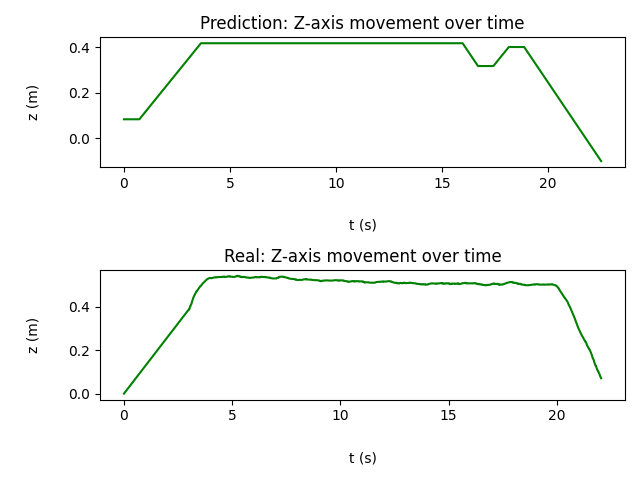 Prediction: Z-axis movement over time
0.4
0.2
0.0
z (m)
0 5 10 15 20
t (s)
Real: Z-axis movement over time
0.4
0.2
0.0
z (m)
0 5 10 15 20
t (s)